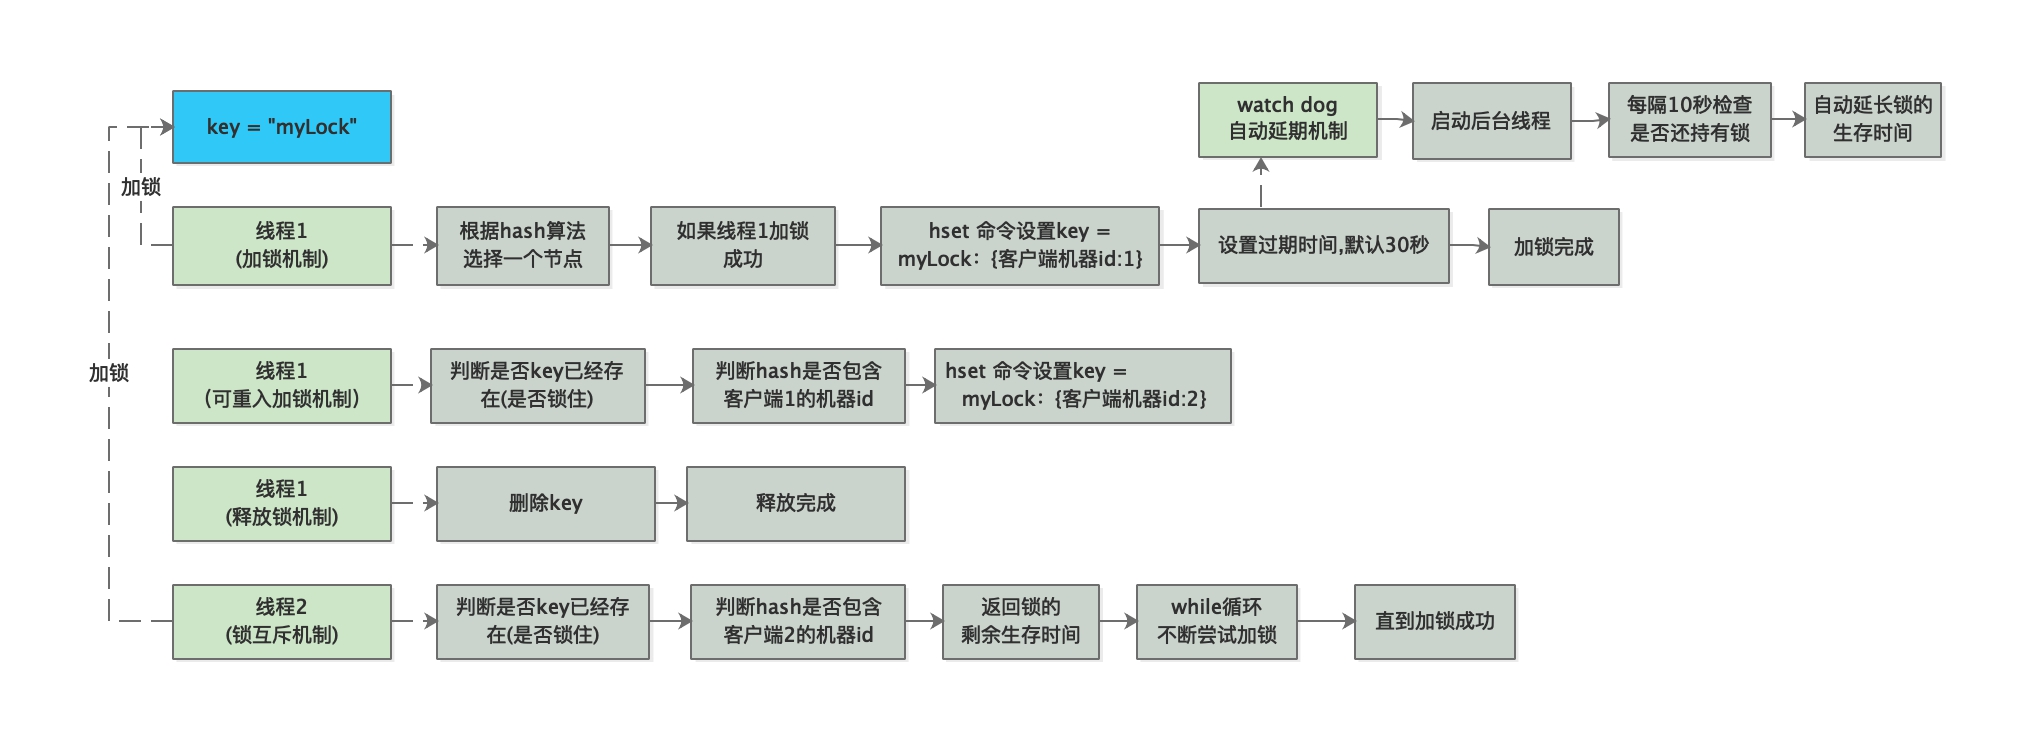 key = "myLock"
加锁
watch dog
自动延期机制
启动后台线程
每隔10秒检查
是否还持有锁
自动延长锁的
生存时间
线程1
(加锁机制)
根据hash算法
选择一个节点
如果线程1加锁
成功
hset 命令设置key =
myLock：{客户端机器id:1}
设置过期时间,默认30秒
加锁完成
加锁
线程1
（可重入加锁机制）
判断是否key已经存
在(是否锁住)
判断hash是否包含
客户端1的机器id
hset 命令设置key =
myLock：{客户端机器id:2}
线程1
(释放锁机制)
删除key
释放完成
线程2
(锁互斥机制)
判断是否key已经存
在(是否锁住)
判断hash是否包含
客户端2的机器id
返回锁的
剩余生存时间
while循环
不断尝试加锁
直到加锁成功